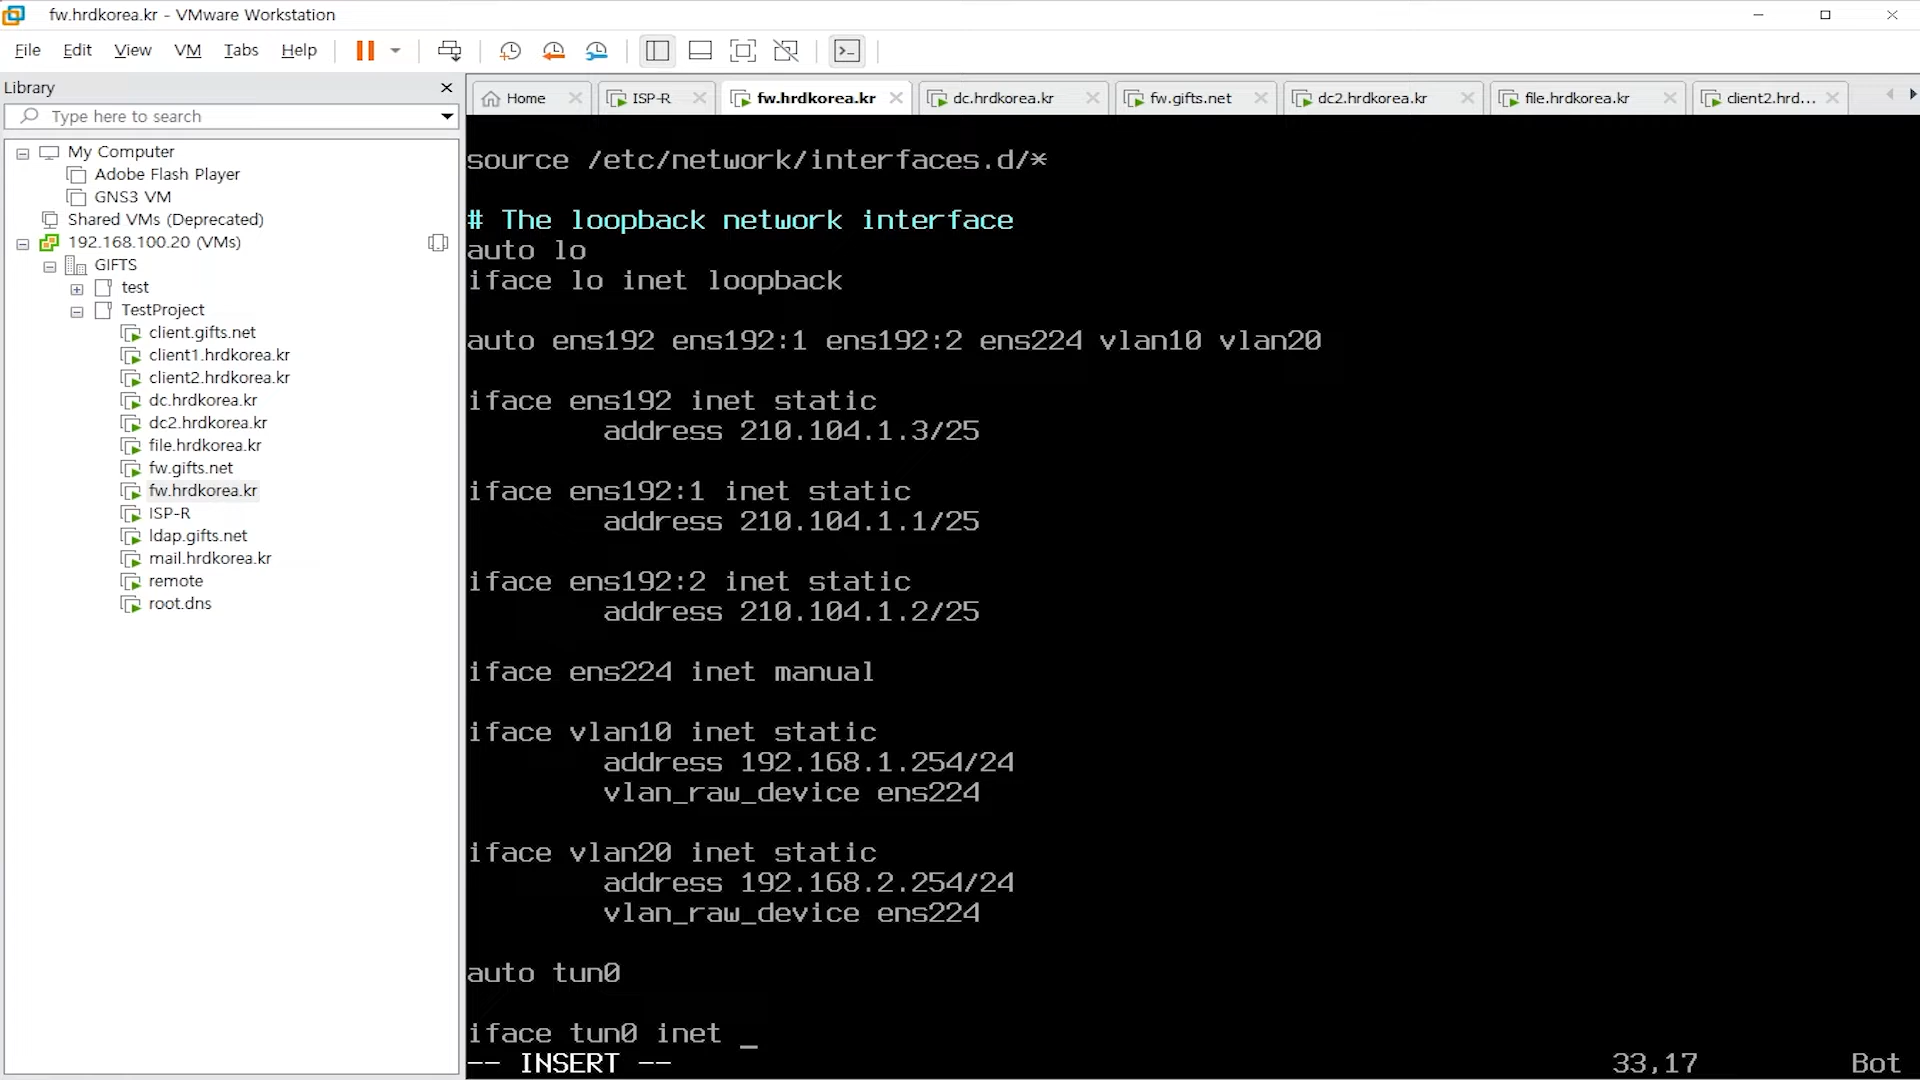 fw.hrdkorea.kr - VMware Workstation
File Edit View VM Tabs Help
Library
Type here to search
My Computer
Adobe Flash Player
GNS3 VM
Shared VMs (Deprecated)
192.168.100.20 (VMs)
GIFTS
test
TestProject
client.gifts.net
client1.hrdkorea.kr
client2.hrdkorea.kr
dc.hrdkorea.kr
dc2.hrdkorea.kr
file.hrdkorea.kr
fw.gifts.net
fw.hrdkorea.kr
ISP-R
ldap.gifts.net
mail.hrdkorea.kr
remote
root.dns
Home ISP-R fw.hrdkorea.kr dc.hrdkorea.kr fw.gifts.net dc2.hrdkorea.kr file.hrdkorea.kr client2.hrd...
source /etc/network/interfaces.d/*
# The loopback network interface
auto lo
iface lo inet loopback
auto ens192 ens192:1 ens192:2 ens224 vlan10 vlan20
iface ens192 inet static
address 210.104.1.3/25
iface ens192:1 inet static
address 210.104.1.1/25
iface ens192:2 inet static
address 210.104.1.2/25
iface ens224 inet manual
iface vlan10 inet static
address 192.168.1.254/24
vlan_raw_device ens224
iface vlan20 inet static
address 192.168.2.254/24
vlan_raw_device ens224
auto tun0
iface tun0 inet _
-- INSERT -- 33,17 Bot